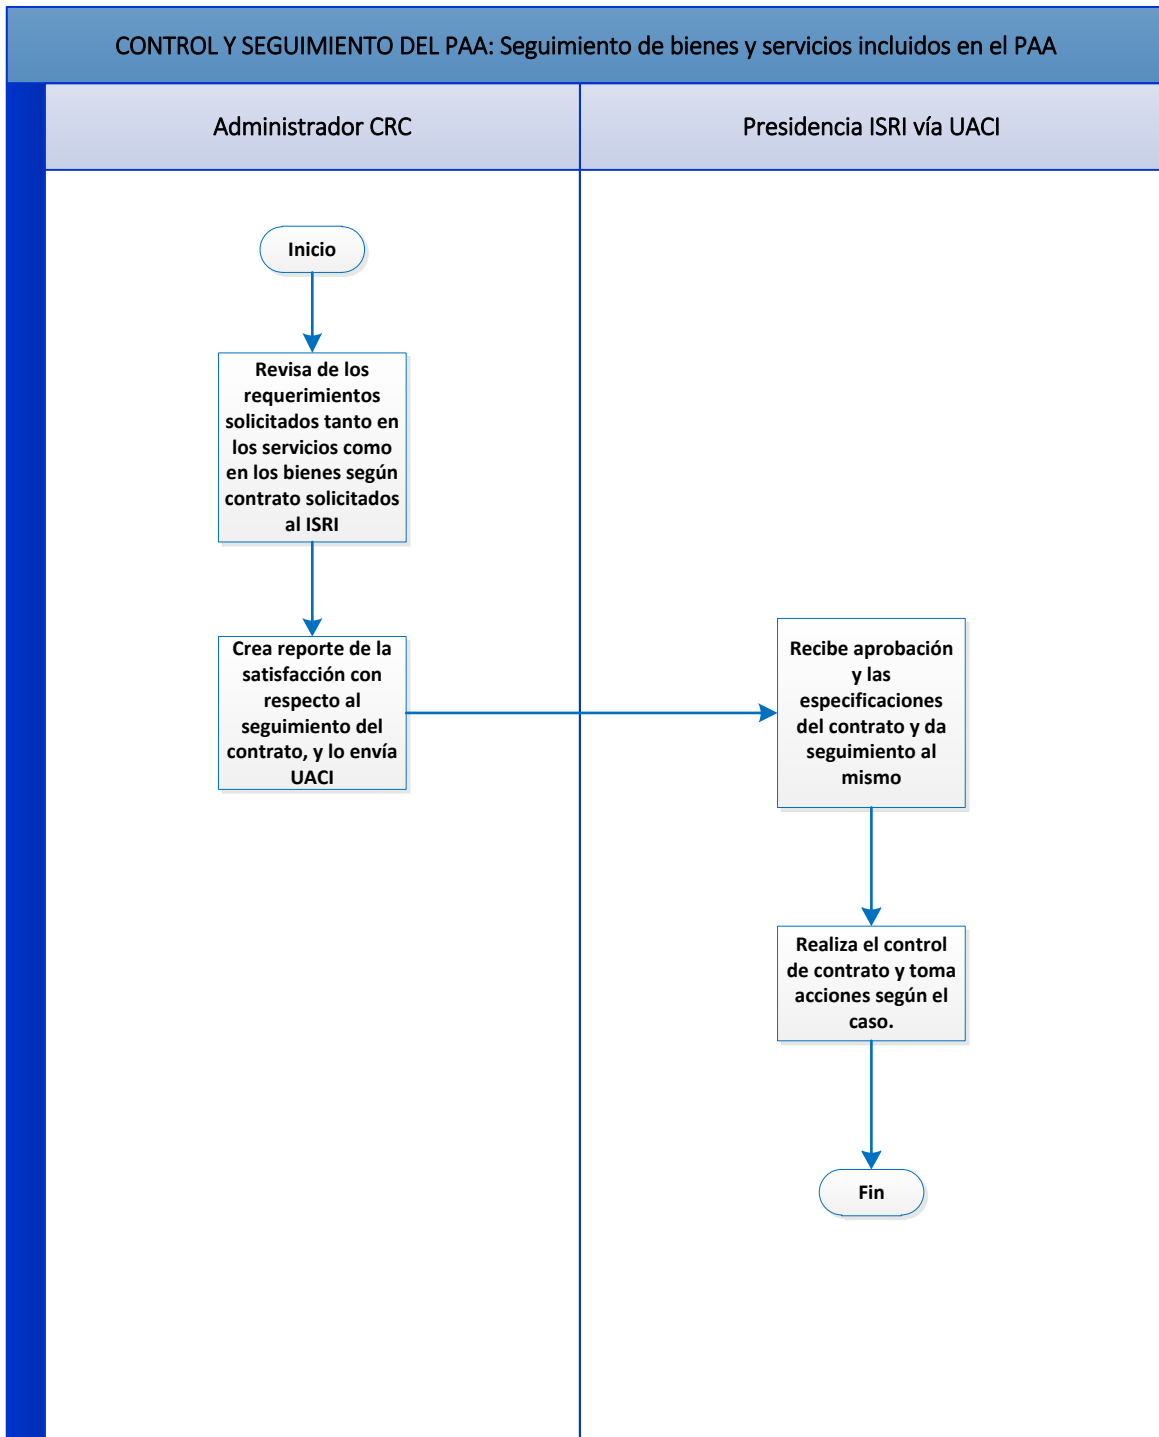 CONTROL Y SEGUIMIENTO DEL PAA: Seguimiento de bienes y servicios incluidos en el PAA
Administrador CRC
Presidencia ISRI vía UACI
Inicio
Revisa de los
requerimientos
solicitados tanto en
los servicios como
en los bienes según
contrato solicitados
al ISRI
Crea reporte de la
satisfacción con
respecto al
seguimiento del
contrato, y lo envía
UACI
Recibe aprobación
y las
especificaciones
del contrato y da
seguimiento al
mismo
Realiza el control
de contrato y toma
acciones según el
caso.
Fin